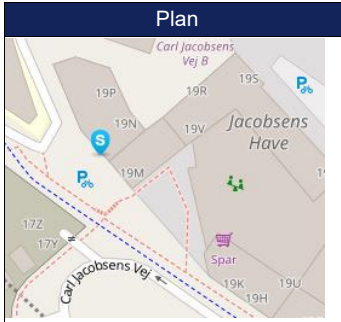 Plan
Carl Jacobsens
Vej B
19S
19P
19R
P
19N
19V
Jacobsens
Have
S
19M
P
17Z
17Y
Spar
Carl Jacobsens Vej
19K
19U
19H